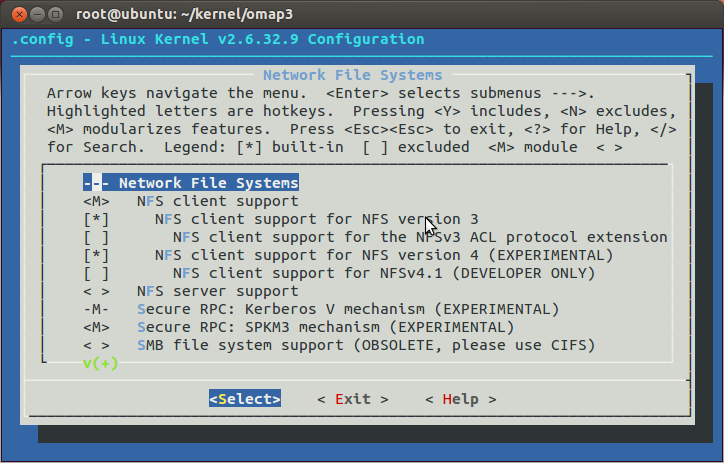 root@ubuntu: ~/kernel/omap3
.config - Linux Kernel v2.6.32.9 Configuration
Network File Systems
Arrow keys navigate the menu.  <Enter> selects submenus --->.
Highlighted letters are hotkeys.  Pressing <Y> includes, <N> excludes,
<M> modularizes features.  Press <Esc><Esc> to exit, <?> for Help, </>
for Search.  Legend: [*] built-in  [ ] excluded  <M> module  < >
--- Network File Systems
<M>   NFS client support
[*]     NFS client support for NFS version 3
[ ]       NFS client support for the NFSv3 ACL protocol extension
[*]     NFS client support for NFS version 4 (EXPERIMENTAL)
[ ]       NFS client support for NFSv4.1 (DEVELOPER ONLY)
< >   NFS server support
-M-   Secure RPC: Kerberos V mechanism (EXPERIMENTAL)
<M>   Secure RPC: SPKM3 mechanism (EXPERIMENTAL)
< >   SMB file system support (OBSOLETE, please use CIFS)
v(+)
<Select>    < Exit >    < Help >